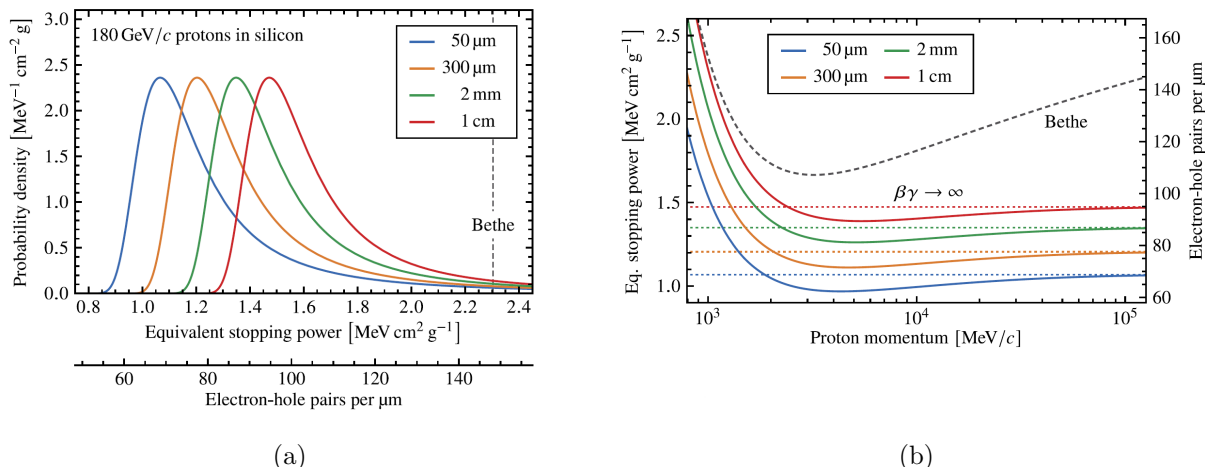 180 GeV/c protons in silicon
50 µm
300 µm
2 mm
1 cm
Bethe
Probability density [MeV⁻¹ cm⁻² g]
3.0
2.5
2.0
1.5
1.0
0.5
0.0
0.8 1.0 1.2 1.4 1.6 1.8 2.0 2.2 2.4
Equivalent stopping power [MeV cm² g⁻¹]
60 80 100 120 140
Electron-hole pairs per µm
(a)
50 µm 2 mm
300 µm 1 cm
Bethe
βγ → ∞
Eq. stopping power [MeV cm² g⁻¹]
2.5
2.0
1.5
1.0
160
140
120
100
80
60
Electron-hole pairs per µm
10³ 10⁴ 10⁵
Proton momentum [MeV/c]
(b)